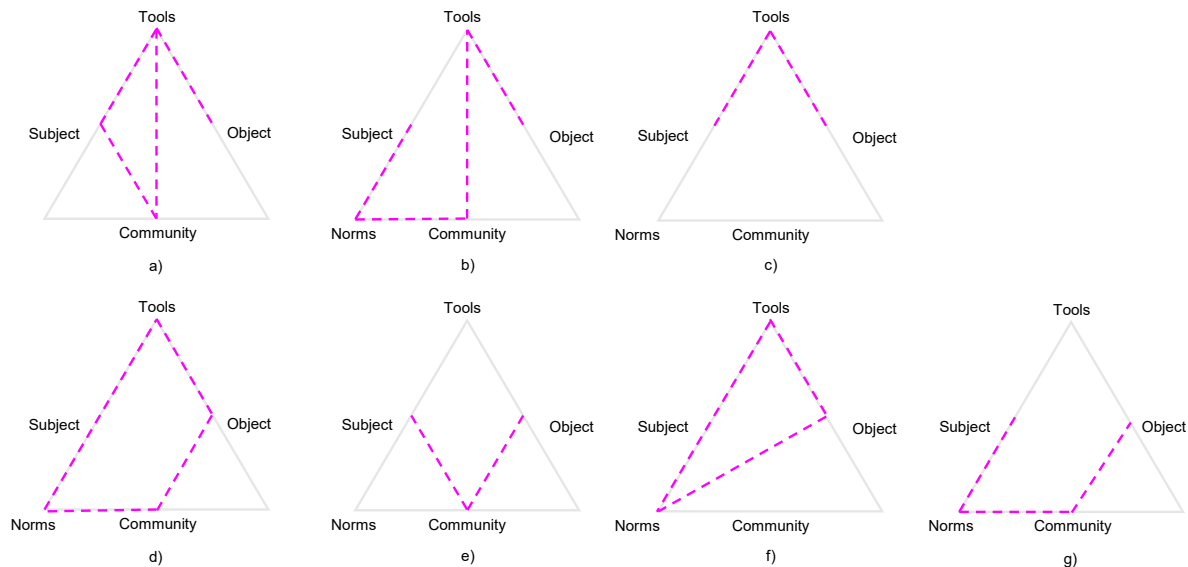 Tools
Subject
Object
Community
a)
Tools
Subject
Object
Norms
Community
b)
Tools
Subject
Object
Norms
Community
c)
Tools
Subject
Object
Norms
Community
d)
Tools
Subject
Object
Norms
Community
e)
Tools
Subject
Object
Norms
Community
f)
Tools
Subject
Object
Norms
Community
g)